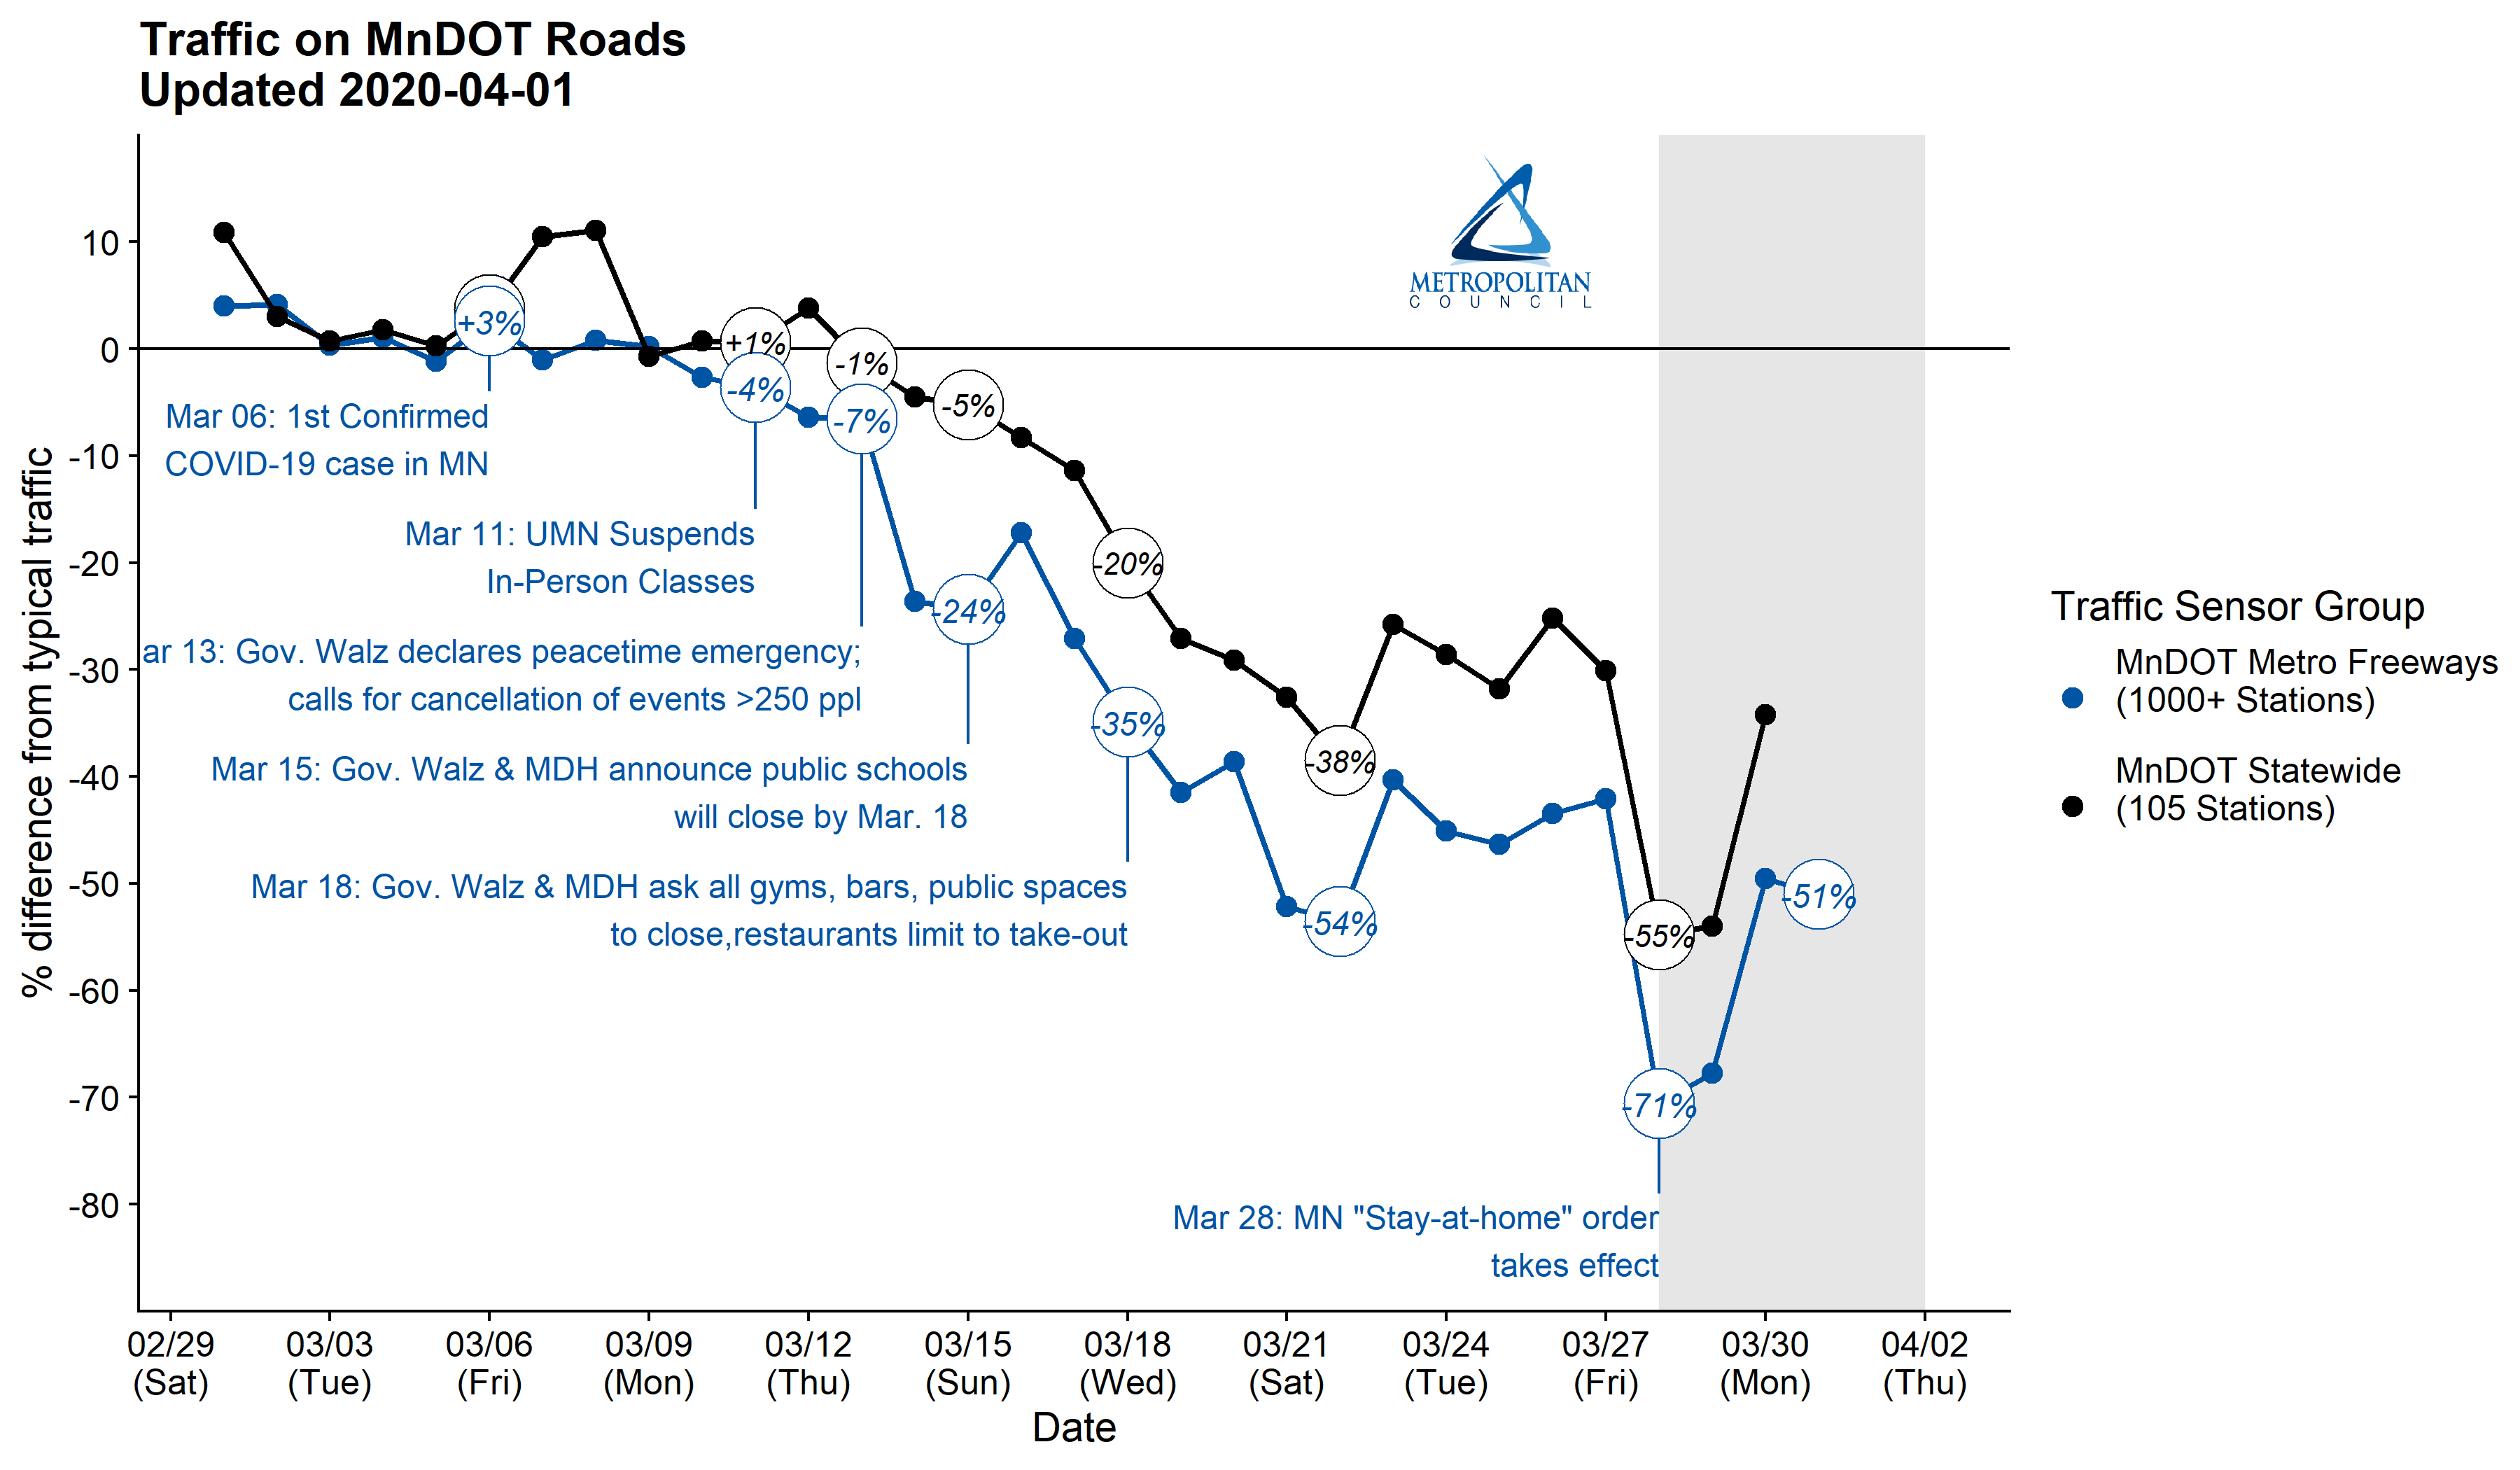 Traffic on MnDOT Roads
Updated 2020-04-01
METROPOLITAN
COUNCIL
% difference from typical traffic
10
0
-10
-20
-30
-40
-50
-60
-70
-80
+3%
+1%
-4%
-1%
-7%
-5%
-24%
-20%
-35%
-38%
-54%
-55%
-71%
-51%
Mar 06: 1st Confirmed
COVID-19 case in MN
Mar 11: UMN Suspends
In-Person Classes
ar 13: Gov. Walz declares peacetime emergency;
calls for cancellation of events >250 ppl
Mar 15: Gov. Walz & MDH announce public schools
will close by Mar. 18
Mar 18: Gov. Walz & MDH ask all gyms, bars, public spaces
to close,restaurants limit to take-out
Mar 28: MN "Stay-at-home" order
takes effect
02/29 03/03 03/06 03/09 03/12 03/15 03/18 03/21 03/24 03/27 03/30 04/02
(Sat) (Tue) (Fri) (Mon) (Thu) (Sun) (Wed) (Sat) (Tue) (Fri) (Mon) (Thu)
Date
Traffic Sensor Group
MnDOT Metro Freeways
(1000+ Stations)
MnDOT Statewide
(105 Stations)